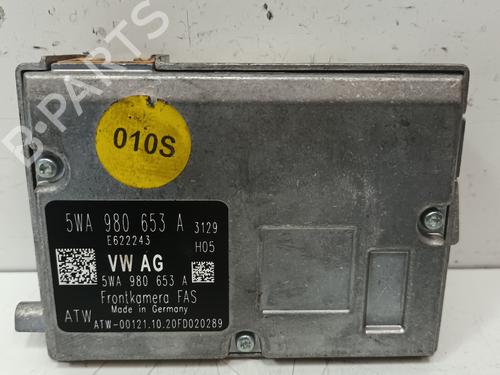 B-PARTS
010S
5WA 980 653 A 3129
E622243 H05
VW AG
5WA 980 653 A
Frontkamera FAS
Made in Germany
ATW
ATW-00121.10.20FD020289